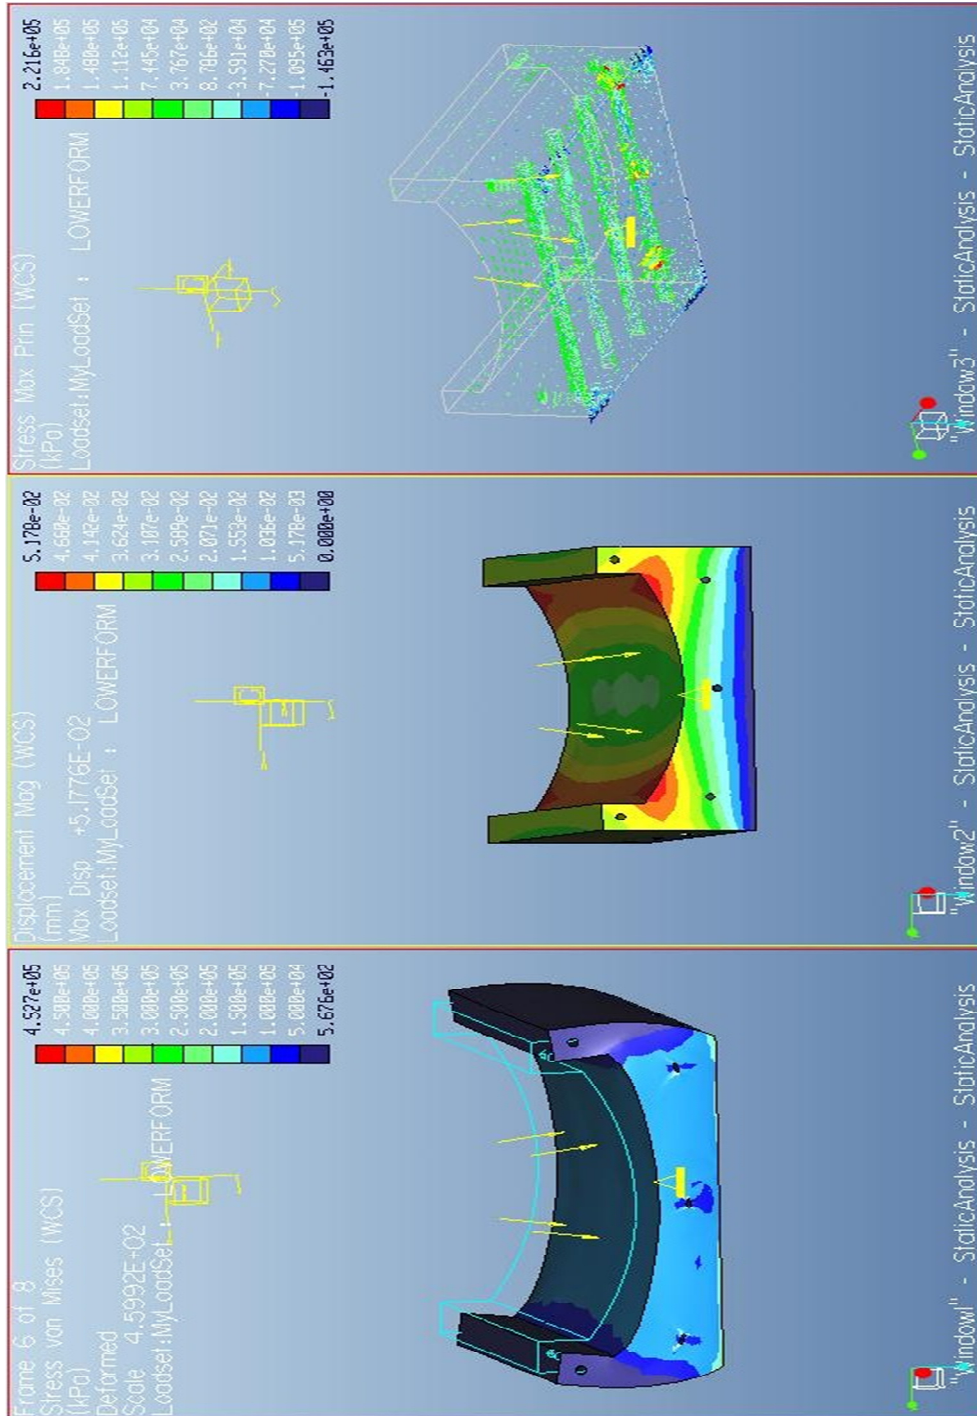 Frame 6 of 8
Stress von Mises (WCS)
(kPa)
Deformed
Scale 4.5992E+02
Loadset:MyLoadSet : LOWERFORM
4.527e+05
4.500e+05
4.000e+05
3.500e+05
3.000e+05
2.500e+05
2.000e+05
1.500e+05
1.000e+05
5.000e+04
5.676e+02
"Window1" - StaticAnalysis - StaticAnalysis
Displacement Mag (WCS)
(mm)
Max Disp +5.1776E-02
Loadset:MyLoadSet : LOWERFORM
5.178e-02
4.660e-02
4.142e-02
3.624e-02
3.107e-02
2.589e-02
2.071e-02
1.553e-02
1.036e-02
5.178e-03
0.000e+00
"Window2" - StaticAnalysis - StaticAnalysis
Stress Max Prin (WCS)
(kPa)
Loadset:MyLoadSet : LOWERFORM
2.216e+05
1.848e+05
1.480e+05
1.112e+05
7.445e+04
3.767e+04
8.786e+02
-3.591e+04
-7.270e+04
-1.095e+05
-1.463e+05
"Window3" - StaticAnalysis - StaticAnalysis